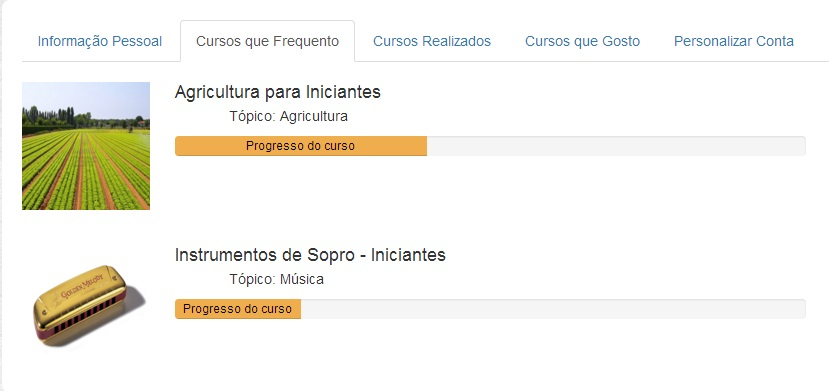 Informação Pessoal
Cursos que Frequento
Cursos Realizados
Cursos que Gosto
Personalizar Conta
Agricultura para Iniciantes
Tópico: Agricultura
Progresso do curso
Instrumentos de Sopro - Iniciantes
Tópico: Música
GOLDEN MELODY
Progresso do curso